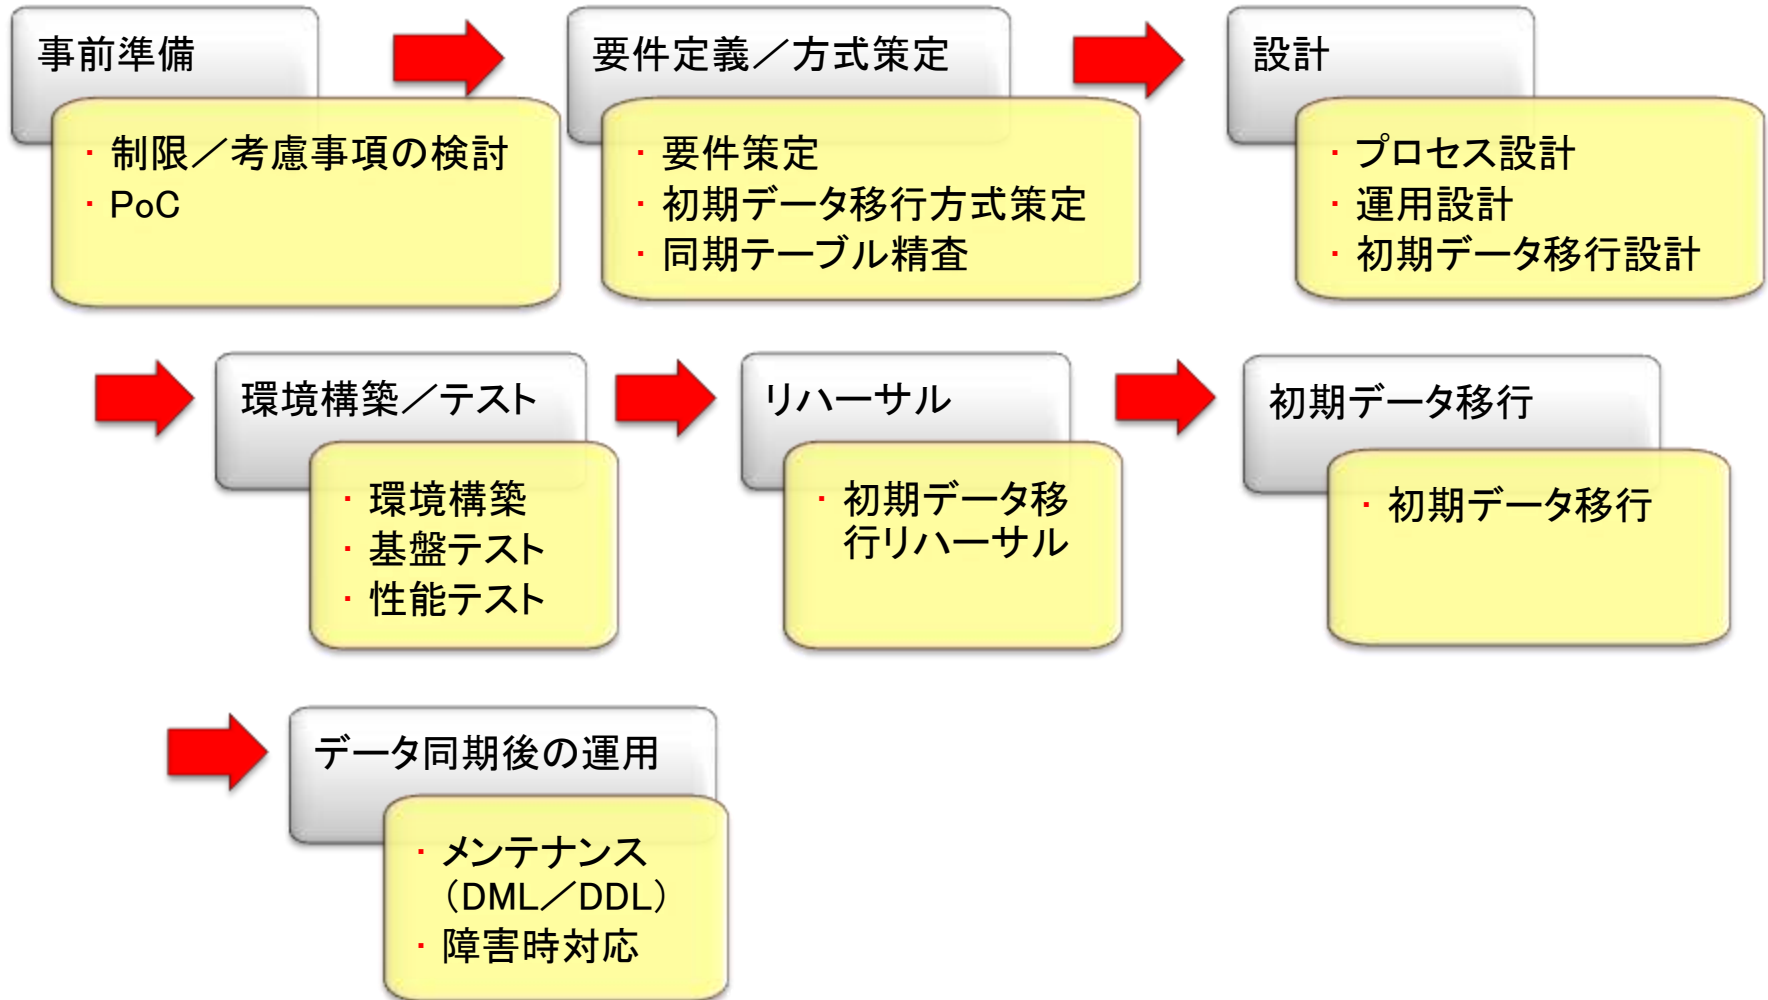 事前準備
・制限／考慮事項の検討
・PoC
要件定義／方式策定
・要件策定
・初期データ移行方式策定
・同期テーブル精査
設計
・プロセス設計
・運用設計
・初期データ移行設計
環境構築／テスト
・環境構築
・基盤テスト
・性能テスト
リハーサル
・初期データ移
行リハーサル
初期データ移行
・初期データ移行
データ同期後の運用
・メンテナンス
（DML／DDL）
・障害時対応